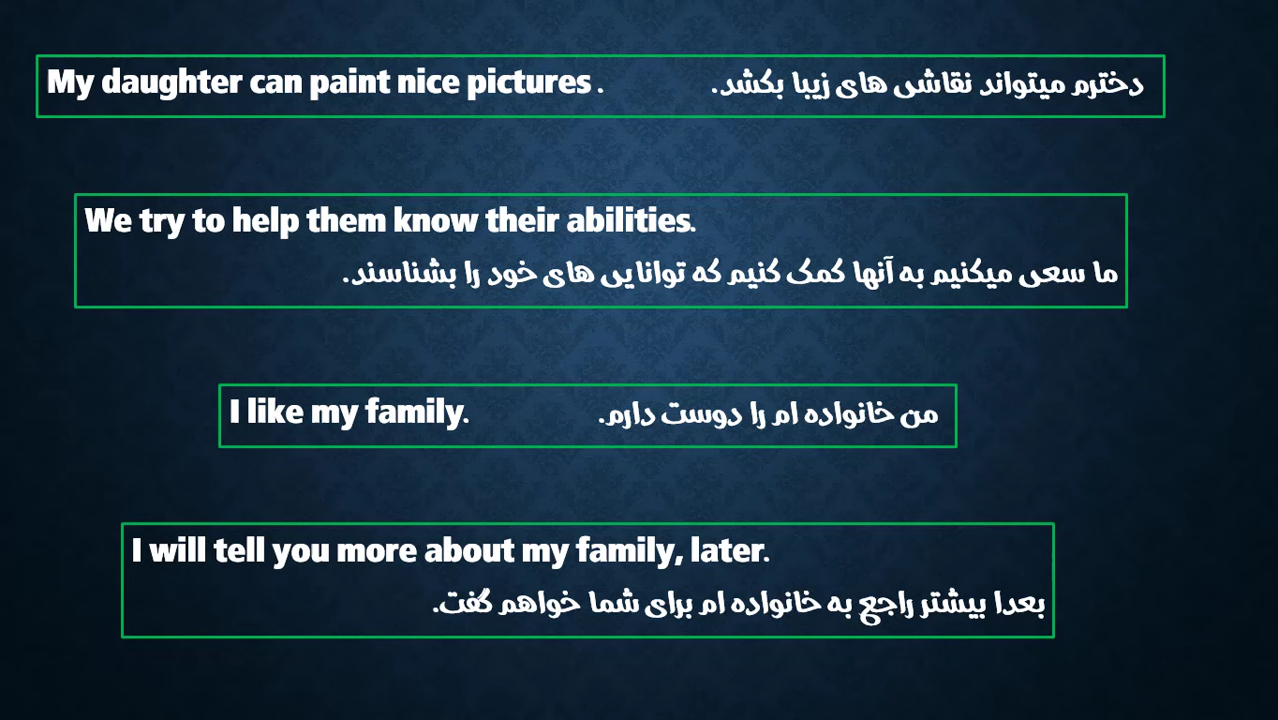 My daughter can paint nice pictures . دخترم میتواند نقاشی های زیبا بکشد.
We try to help them know their abilities.
ما سعی میکنیم به آنها کمک کنیم که توانایی های خود را بشناسند.
I like my family. من خانواده ام را دوست دارم.
I will tell you more about my family, later.
بعدا بیشتر راجع به خانواده ام برای شما خواهم گفت.